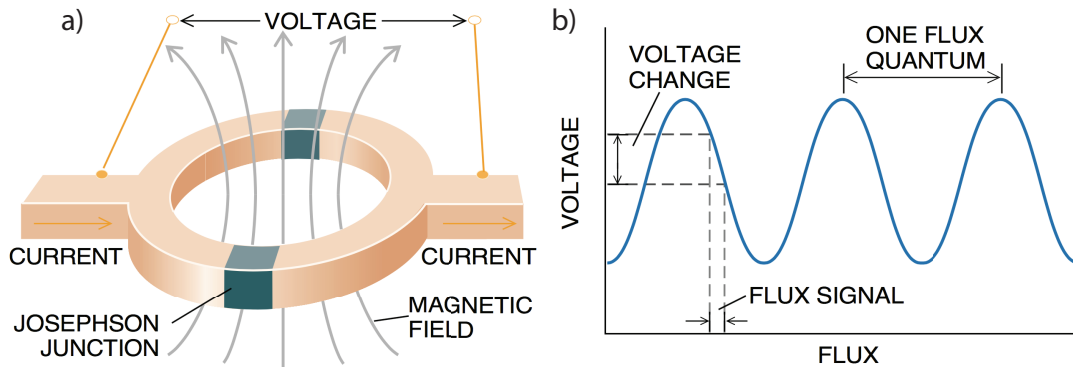 a)
VOLTAGE
CURRENT
CURRENT
JOSEPHSON
JUNCTION
MAGNETIC
FIELD
b)
VOLTAGE
CHANGE
ONE FLUX
QUANTUM
VOLTAGE
FLUX SIGNAL
FLUX